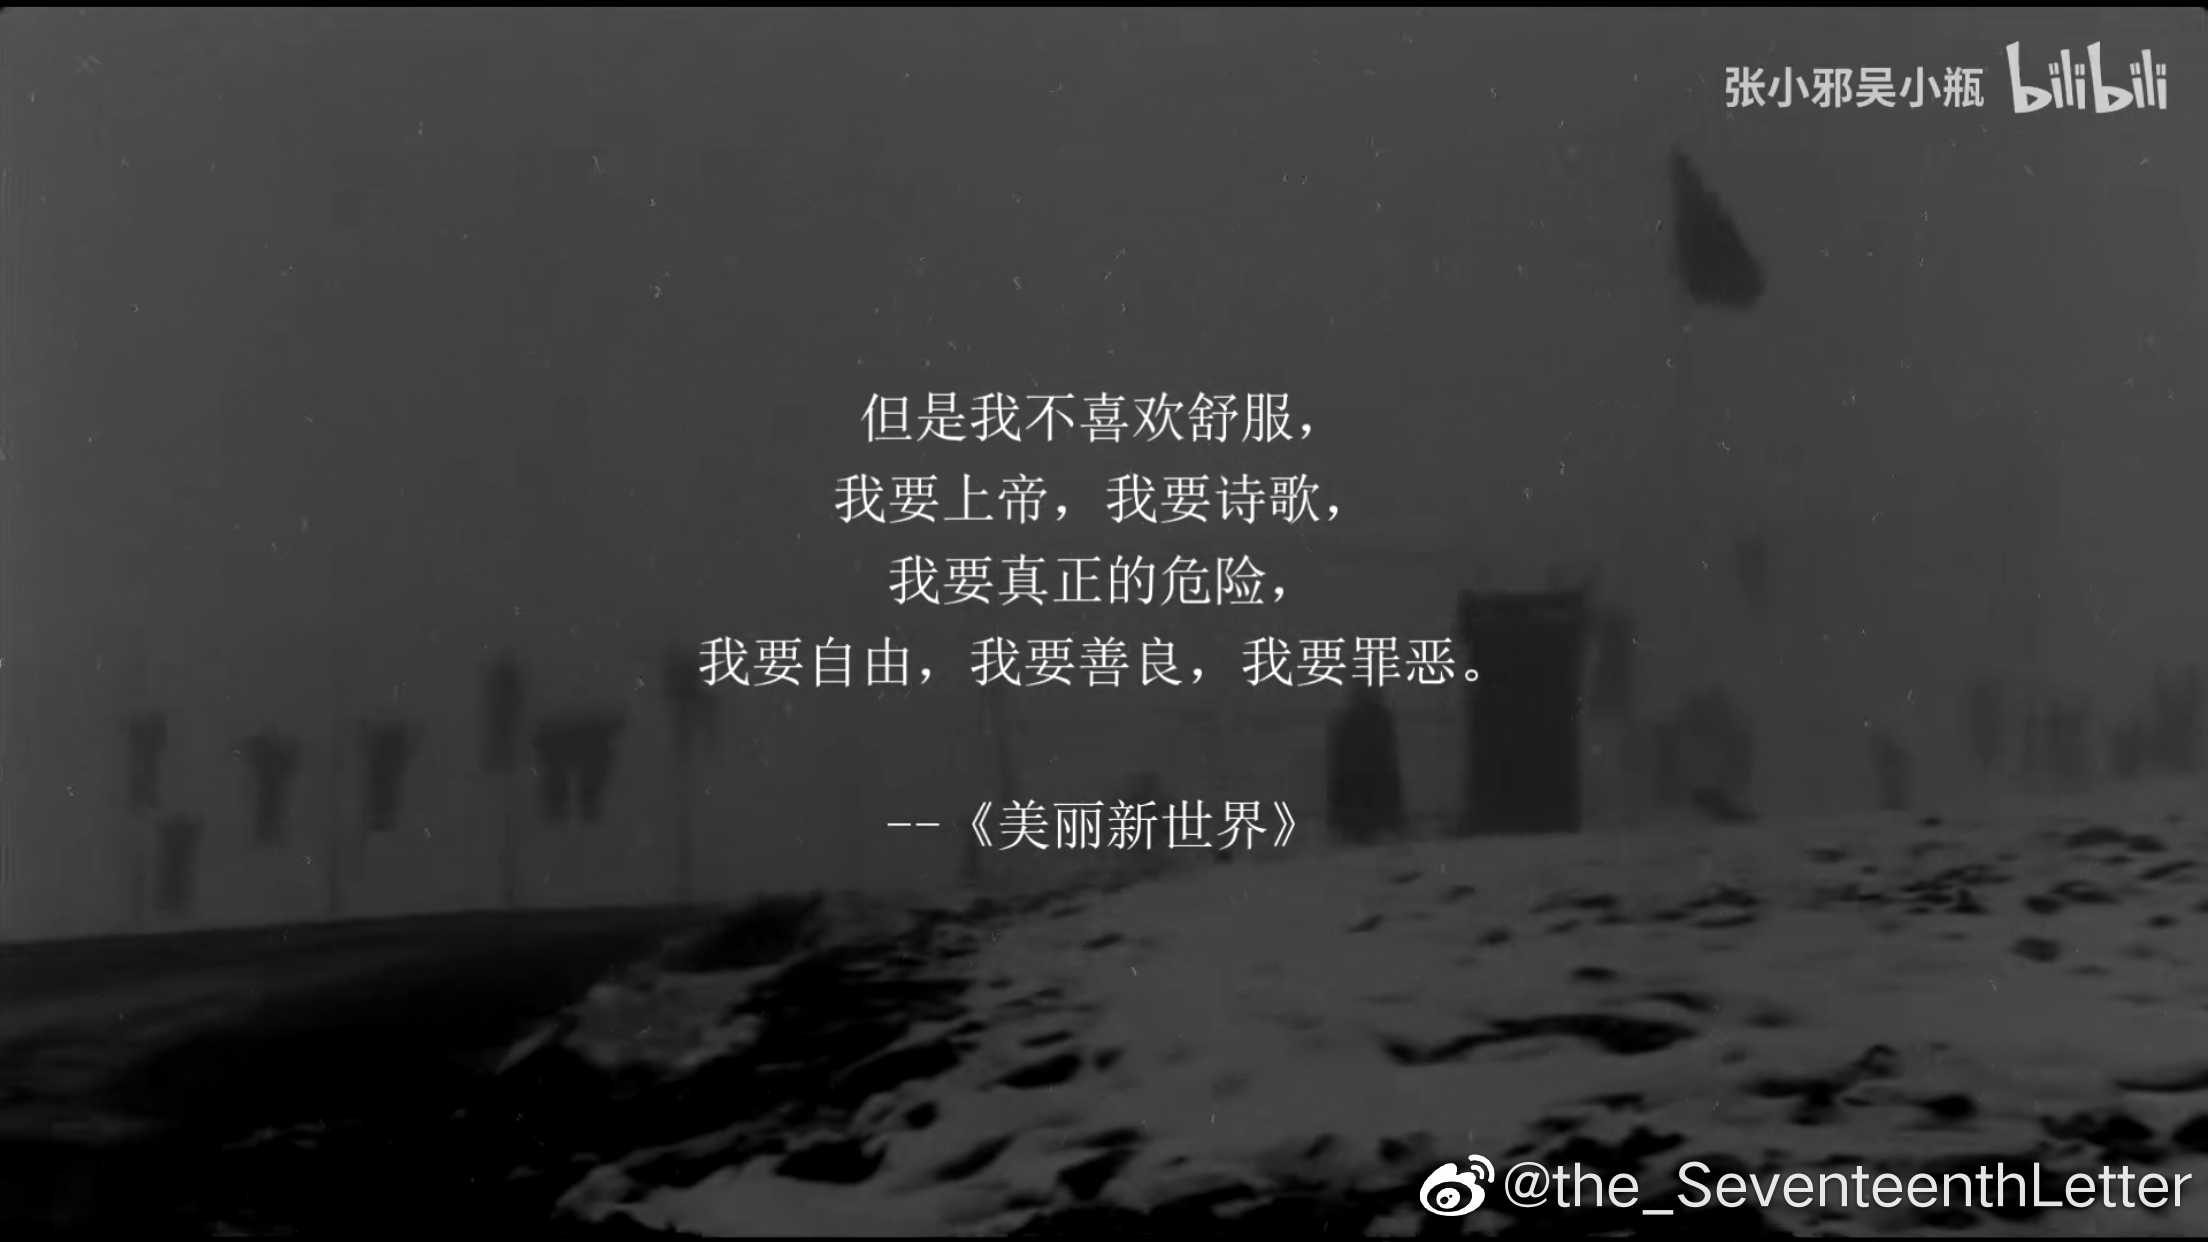 张小邪吴小瓶 bilibili
但是我不喜欢舒服，
我要上帝，我要诗歌，
我要真正的危险，
我要自由，我要善良，我要罪恶。
--《美丽新世界》
@the_SeventeenthLetter